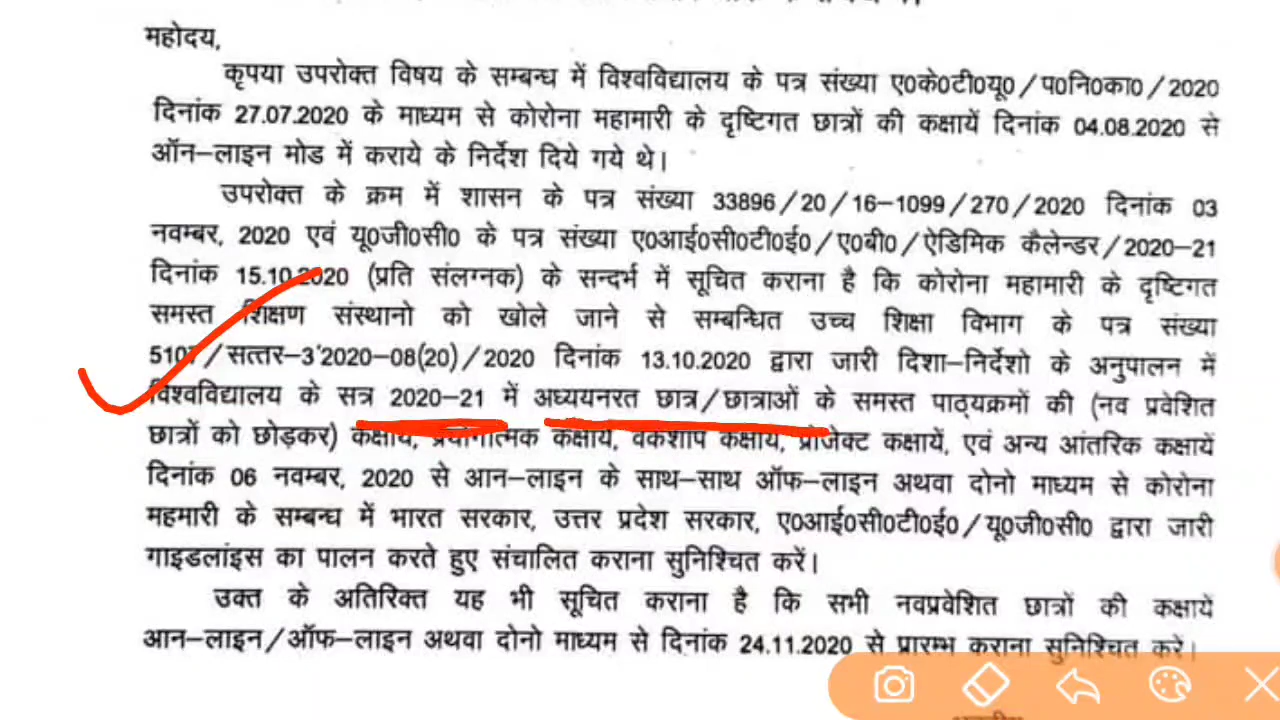 महोदय,
कृपया उपरोक्त विषय के सम्बन्ध में विश्वविद्यालय के पत्र संख्या ए0के0टी0यू0/प0नि0का0/2020
दिनांक 27.07.2020 के माध्यम से कोरोना महामारी के दृष्टिगत छात्रों की कक्षायें दिनांक 04.08.2020 से
ऑन–लाइन मोड में कराये के निर्देश दिये गये थे।
उपरोक्त के क्रम में शासन के पत्र संख्या 33896/20/16–1099/270/2020 दिनांक 03
नवम्बर, 2020 एवं यू0जी0सी0 के पत्र संख्या ए0आई0सी0टी0ई0/ए0बी0/ऐडिमिक कैलेन्डर/2020–21
दिनांक 15.10.2020 (प्रति संलग्नक) के सन्दर्भ में सूचित कराना है कि कोरोना महामारी के दृष्टिगत
समस्त शिक्षण संस्थानो को खोले जाने से सम्बन्धित उच्च शिक्षा विभाग के पत्र संख्या
5107/सत्तर–3'2020–08(20)/2020 दिनांक 13.10.2020 द्वारा जारी दिशा–निर्देशो के अनुपालन में
विश्वविद्यालय के सत्र 2020–21 में अध्ययनरत छात्र/छात्राओं के समस्त पाठ्यक्रमों की (नव प्रवेशित
छात्रों को छोड़कर) कक्षायें, प्रयोगात्मक कक्षायें, वर्कशाप कक्षायें, प्रोजेक्ट कक्षायें, एवं अन्य आंतरिक कक्षायें
दिनांक 06 नवम्बर, 2020 से आन–लाइन के साथ–साथ ऑफ–लाइन अथवा दोनो माध्यम से कोरोना
महमारी के सम्बन्ध में भारत सरकार, उत्तर प्रदेश सरकार, ए0आई0सी0टी0ई0/यू0जी0सी0 द्वारा जारी
गाइडलांइस का पालन करते हुए संचालित कराना सुनिश्चित करें।
उक्त के अतिरिक्त यह भी सूचित कराना है कि सभी नवप्रवेशित छात्रों की कक्षायें
आन–लाइन/ऑफ–लाइन अथवा दोनो माध्यम से दिनांक 24.11.2020 से प्रारम्भ कराना सुनिश्चित करे।